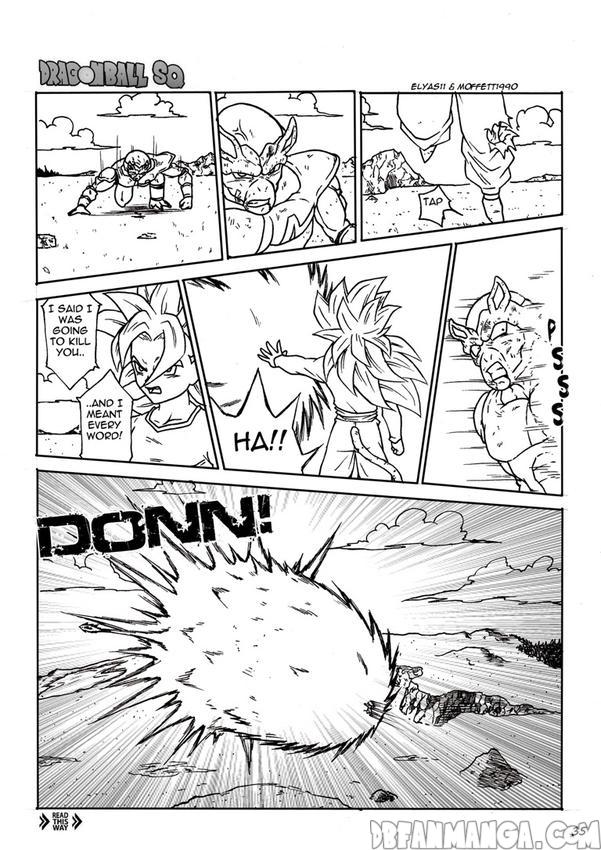 DRAGONBALL SQ
ELYAS11 & MOFFETT1990
TAP
I SAID I
WAS
GOING
TO KILL
YOU..
..AND I
MEANT
EVERY
WORD!
HA!!
PSSSS
DONN!
READ
THIS
WAY
35
DBFANMANGA.COM